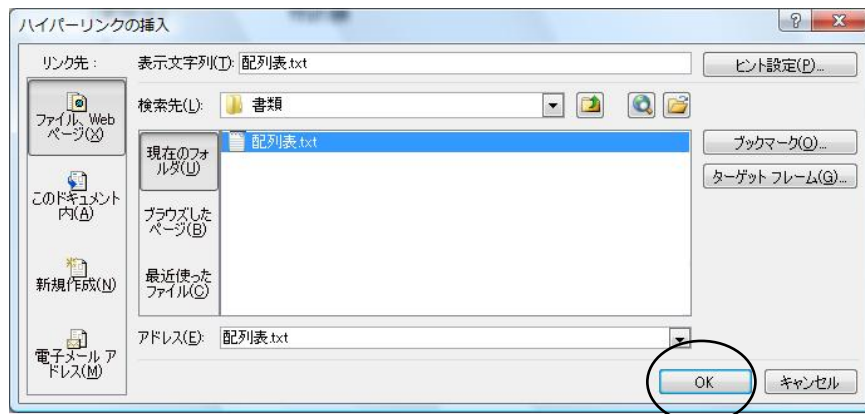 ハイパーリンクの挿入
リンク先：
表示文字列(T): 配列表.txt
ヒント設定(P)...
ファイル、Web
ページ(X)
検索先(L):
書類
現在のフォ
ルダ(U)
配列表.txt
ブックマーク(O)...
ターゲット フレーム(G)...
このドキュメント
内(A)
ブラウズした
ページ(B)
新規作成(N)
最近使った
ファイル(C)
アドレス(E): 配列表.txt
電子メール ア
ドレス(M)
OK
キャンセル